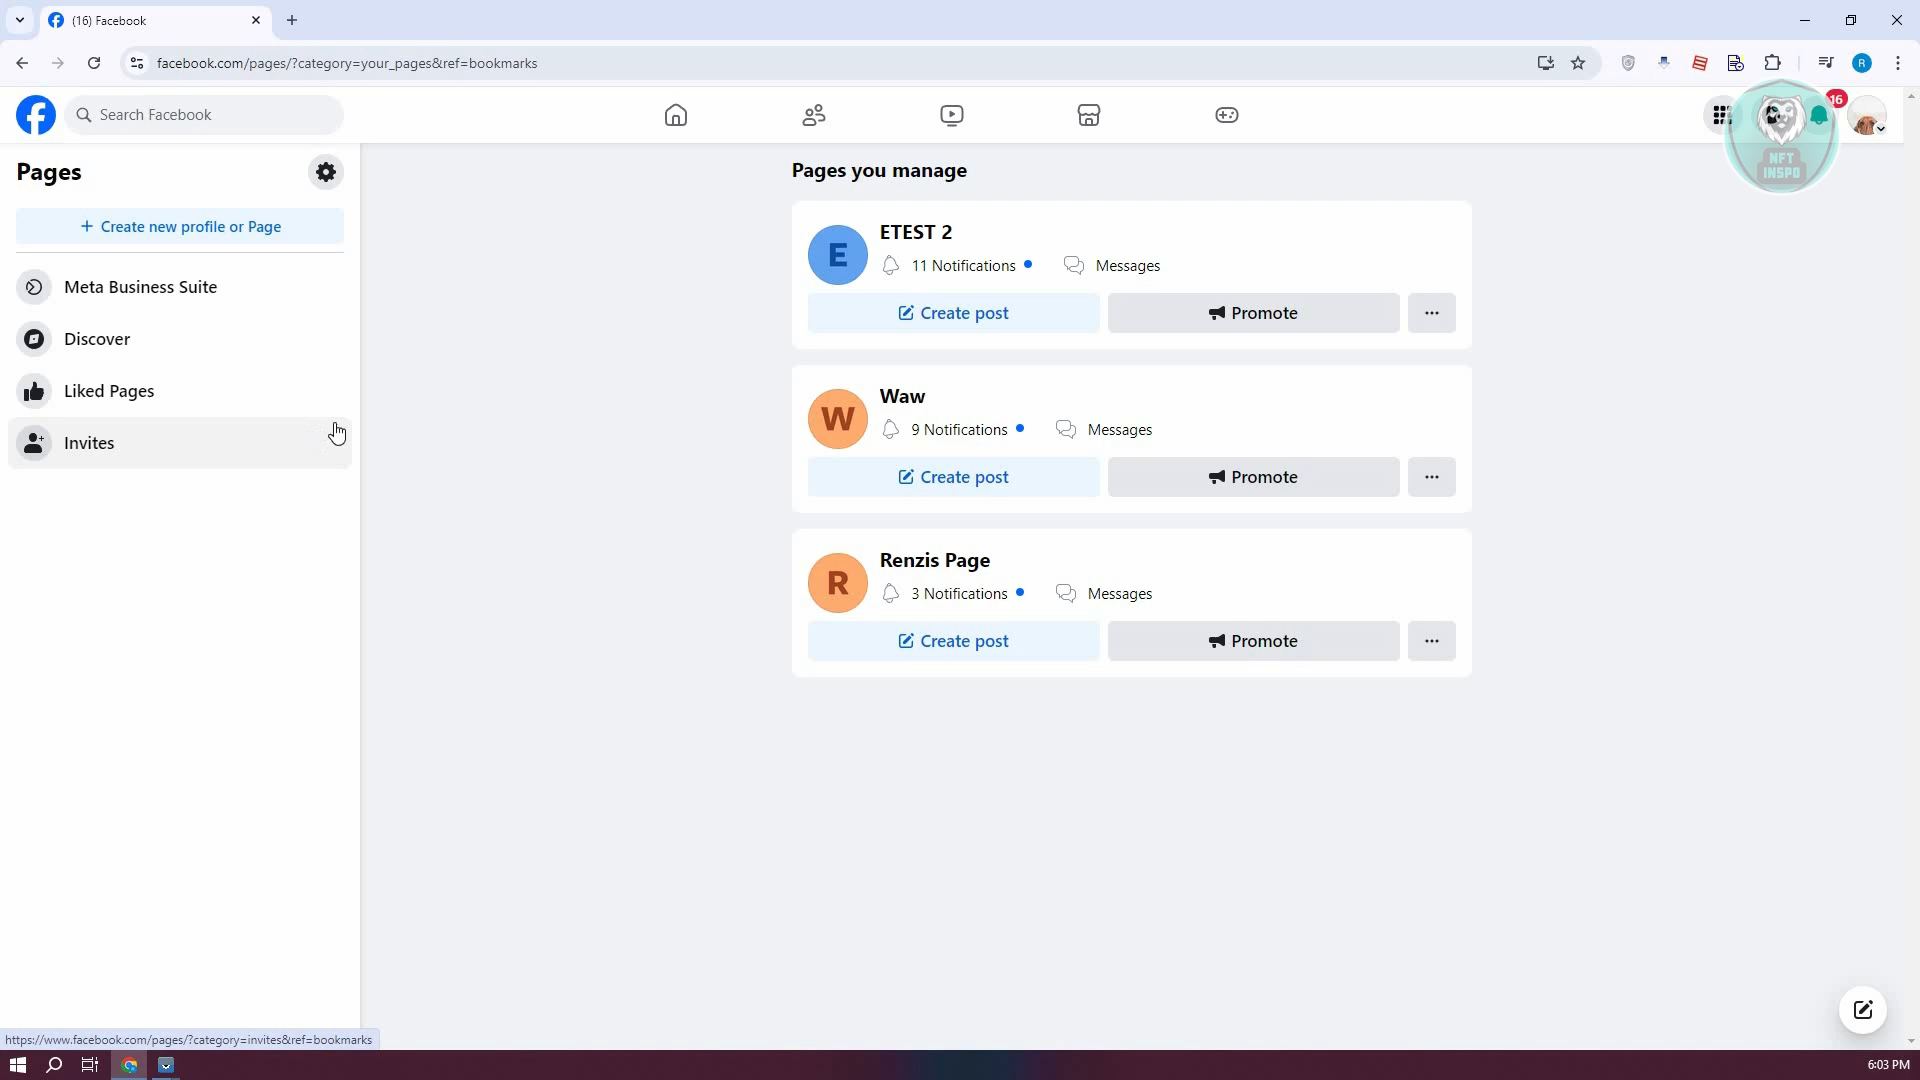 (16) Facebook
facebook.com/pages/?category=your_pages&ref=bookmarks
R
Search Facebook
16
NFT
INSPO
Pages
Create new profile or Page
Meta Business Suite
Discover
Liked Pages
Invites
Pages you manage
E
ETEST 2
11 Notifications
Messages
Create post
Promote
W
Waw
9 Notifications
Messages
Create post
Promote
R
Renzis Page
3 Notifications
Messages
Create post
Promote
https://www.facebook.com/pages/?category=invites&ref=bookmarks
6:03 PM